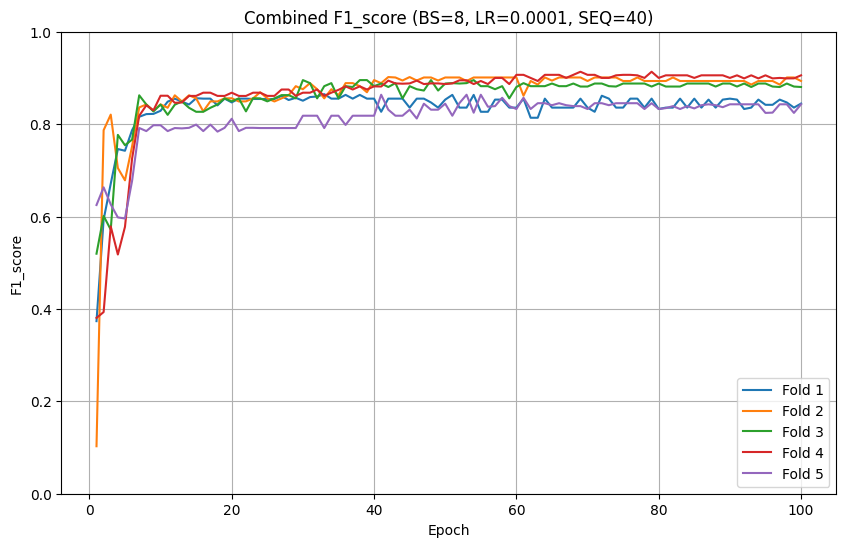 Combined F1_score (BS=8, LR=0.0001, SEQ=40)
F1_score
1.0
0.8
0.6
0.4
0.2
0.0
0 20 40 60 80 100
Epoch
Fold 1
Fold 2
Fold 3
Fold 4
Fold 5